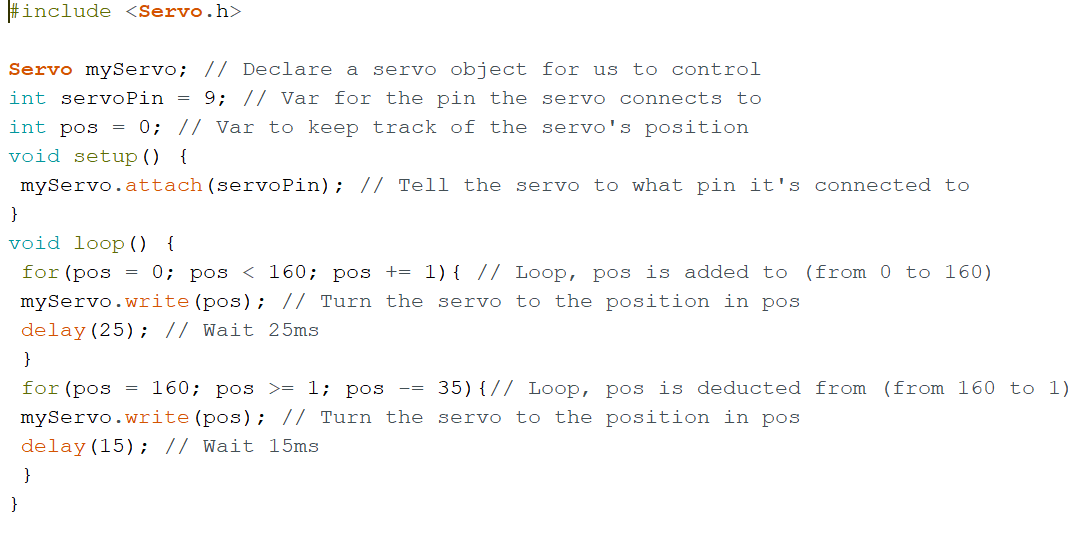 #include <Servo.h>

Servo myServo; // Declare a servo object for us to control
int servoPin = 9; // Var for the pin the servo connects to
int pos = 0; // Var to keep track of the servo's position
void setup() {
 myServo.attach(servoPin); // Tell the servo to what pin it's connected to
}
void loop() {
 for(pos = 0; pos < 160; pos += 1){ // Loop, pos is added to (from 0 to 160)
 myServo.write(pos); // Turn the servo to the position in pos
 delay(25); // Wait 25ms
 }
 for(pos = 160; pos >= 1; pos -= 35){// Loop, pos is deducted from (from 160 to 1)
 myServo.write(pos); // Turn the servo to the position in pos
 delay(15); // Wait 15ms
 }
}